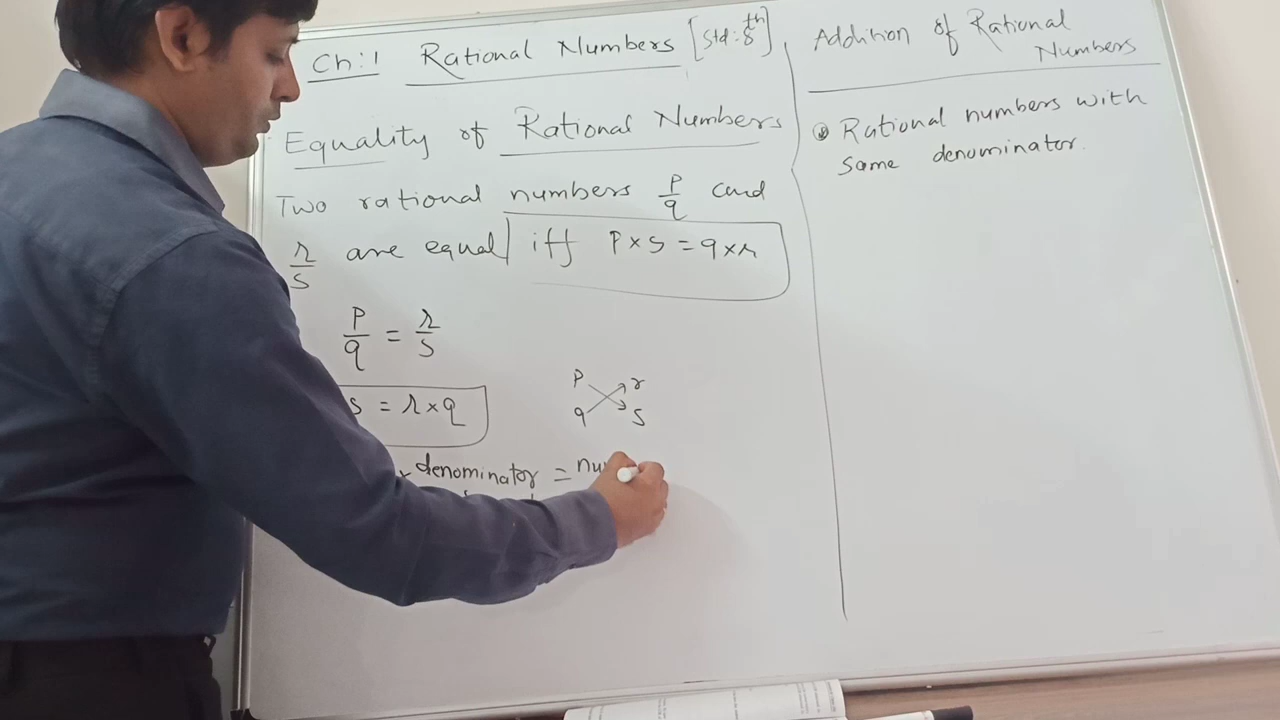 Ch:1 Rational Numbers [Std: 8th]
Equality of Rational Numbers
Two rational numbers p/q and
r/s are equal iff p×s = q×r
p/q = r/s
s = r×q
p r
q s
× denominator = nu
Addition of Rational
Numbers
Rational numbers with
same denominator.